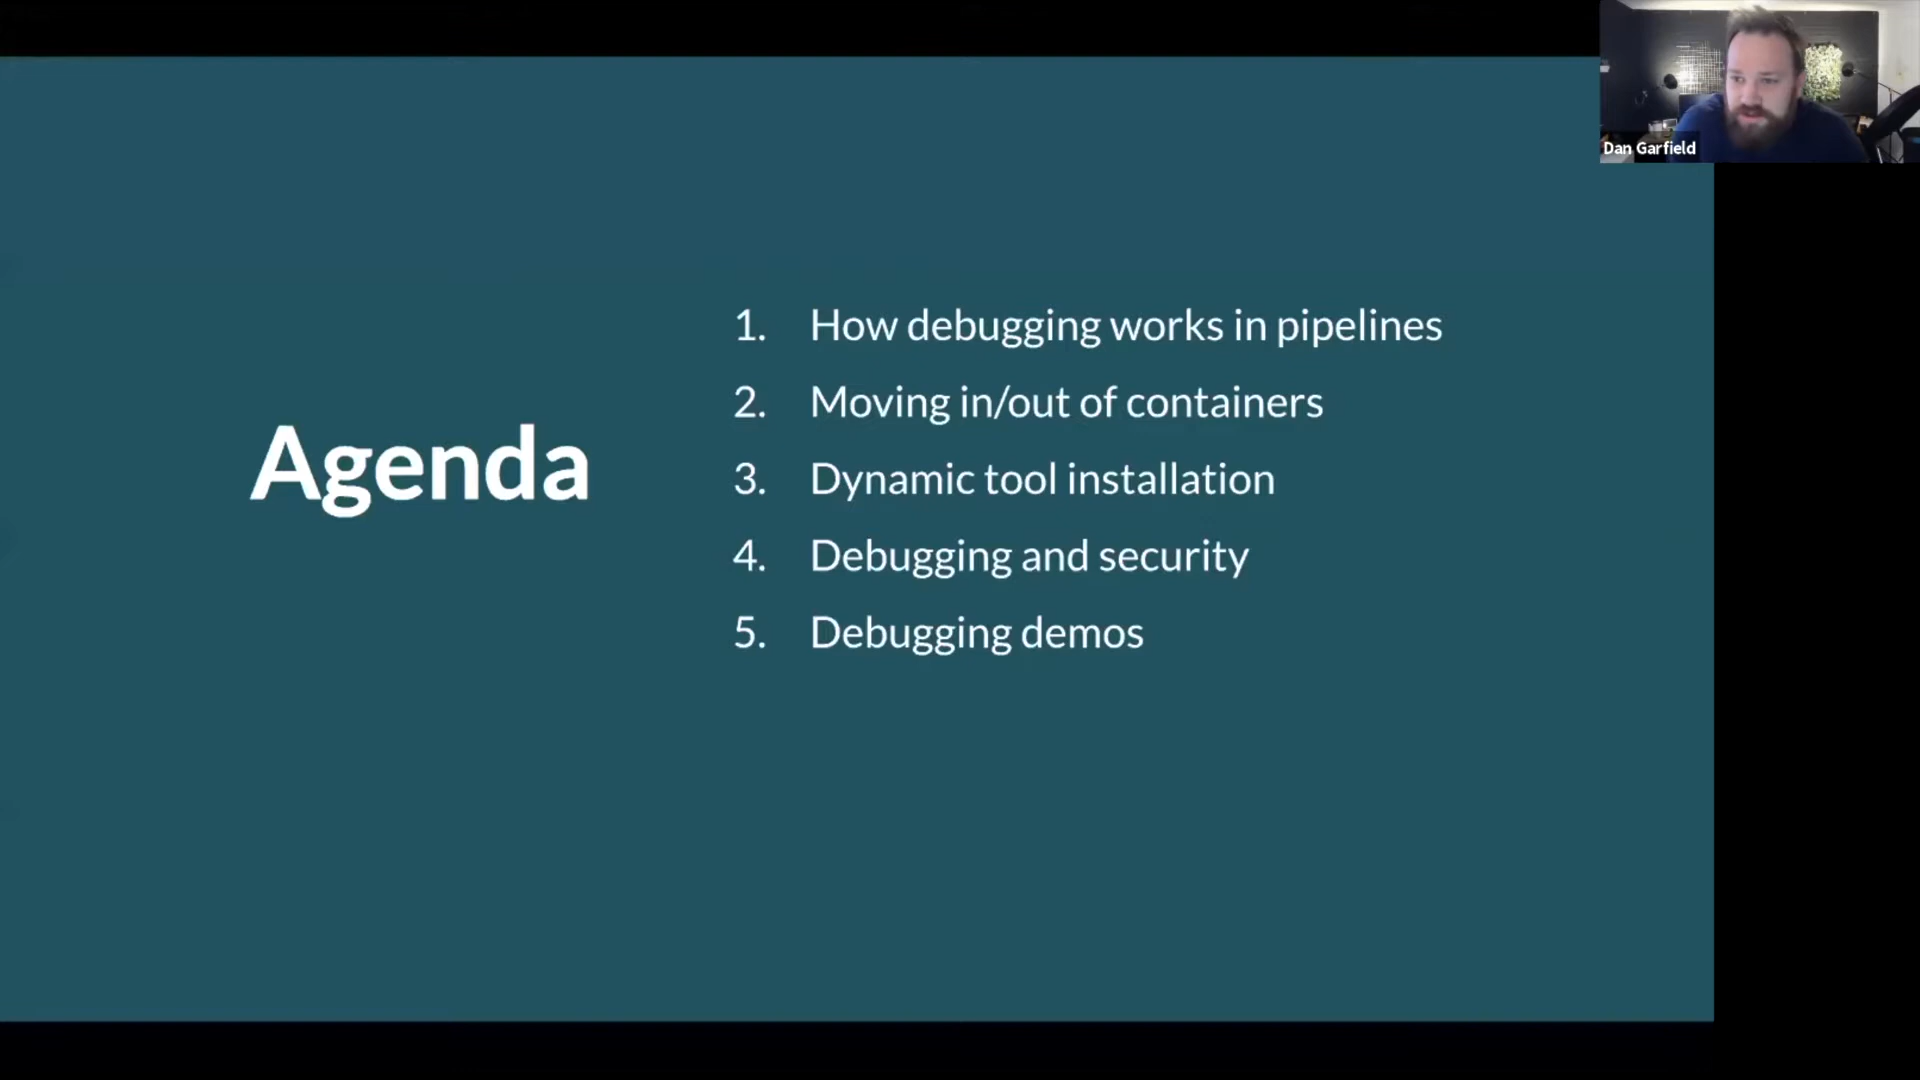 Dan Garfield
Agenda
1. How debugging works in pipelines
2. Moving in/out of containers
3. Dynamic tool installation
4. Debugging and security
5. Debugging demos